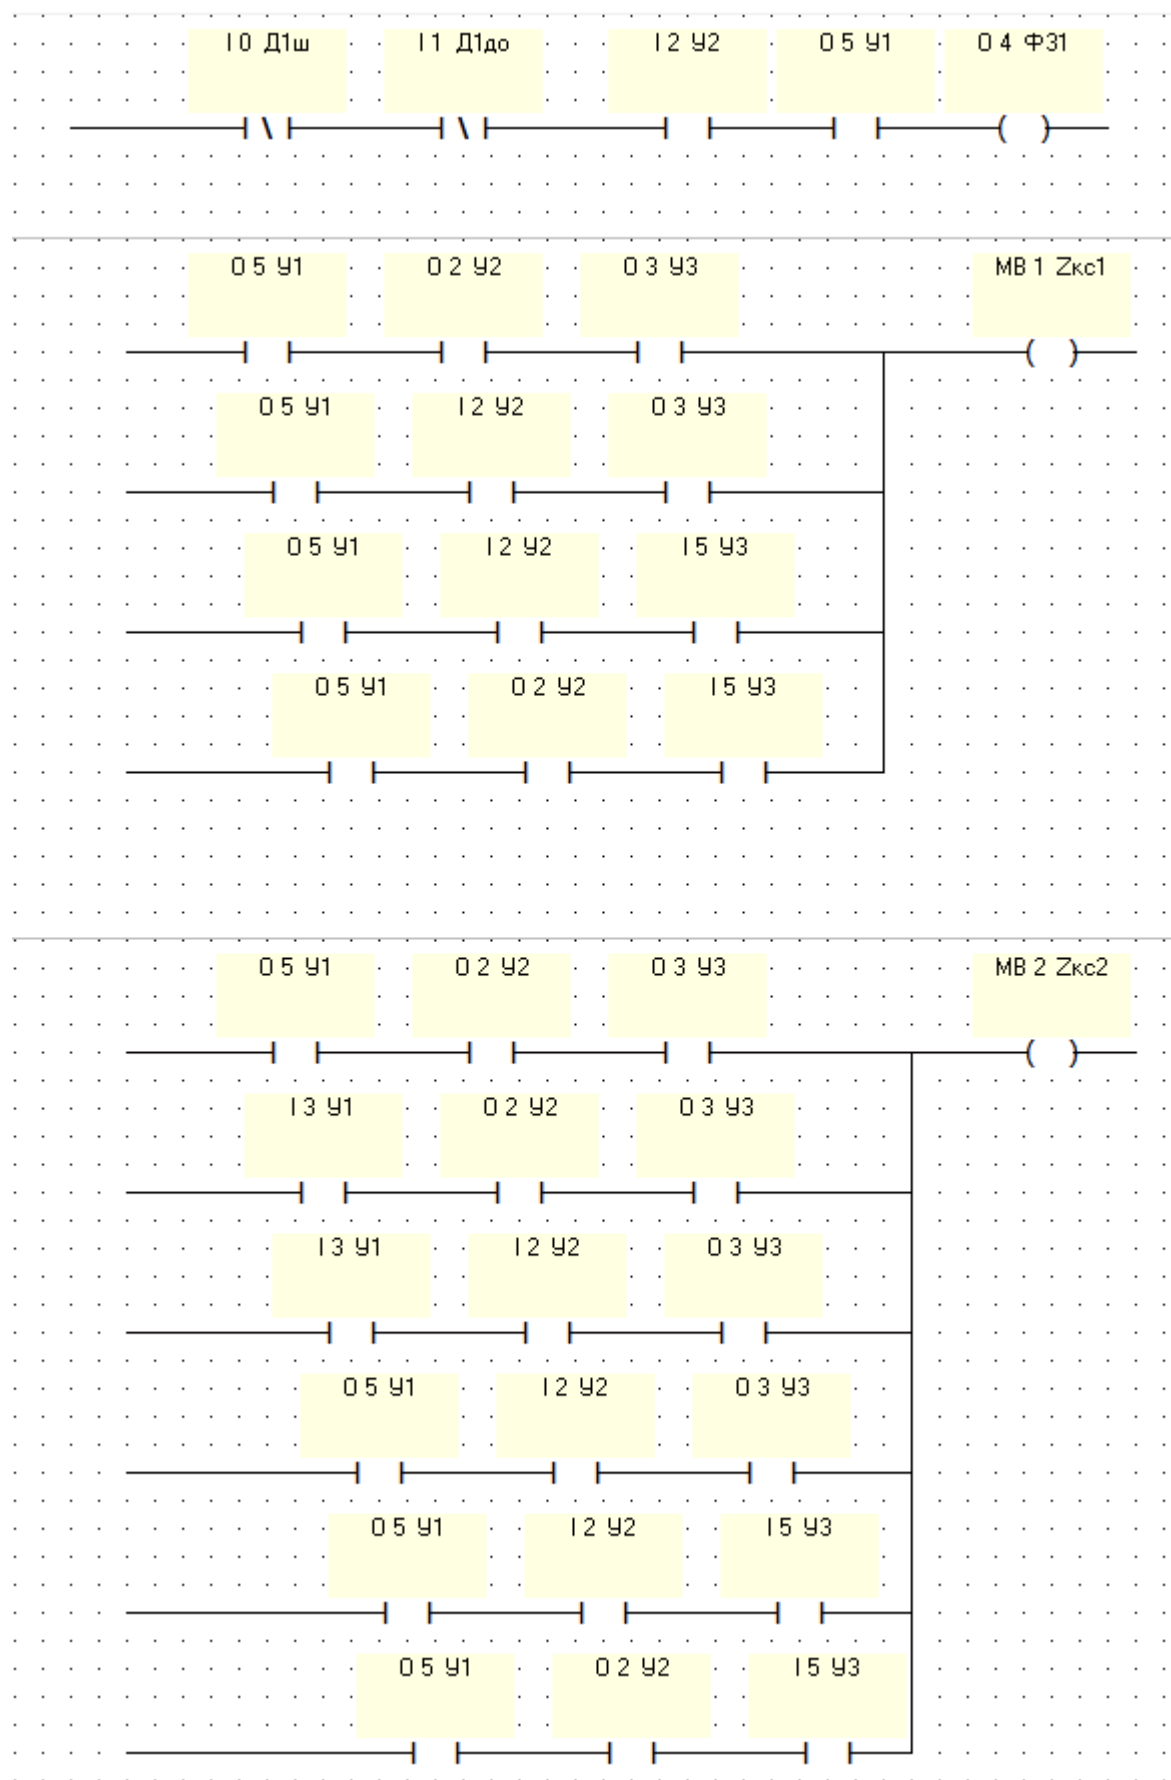 I 0 Д1ш I 1 Д1до I 2 У2 O 5 У1 O 4 ФЗ1
O 5 У1 O 2 У2 O 3 У3 MB 1 Zкс1
O 5 У1 I 2 У2 O 3 У3
O 5 У1 I 2 У2 I 5 У3
O 5 У1 O 2 У2 I 5 У3
O 5 У1 O 2 У2 O 3 У3 MB 2 Zкс2
I 3 У1 O 2 У2 O 3 У3
I 3 У1 I 2 У2 O 3 У3
O 5 У1 I 2 У2 O 3 У3
O 5 У1 I 2 У2 I 5 У3
O 5 У1 O 2 У2 I 5 У3